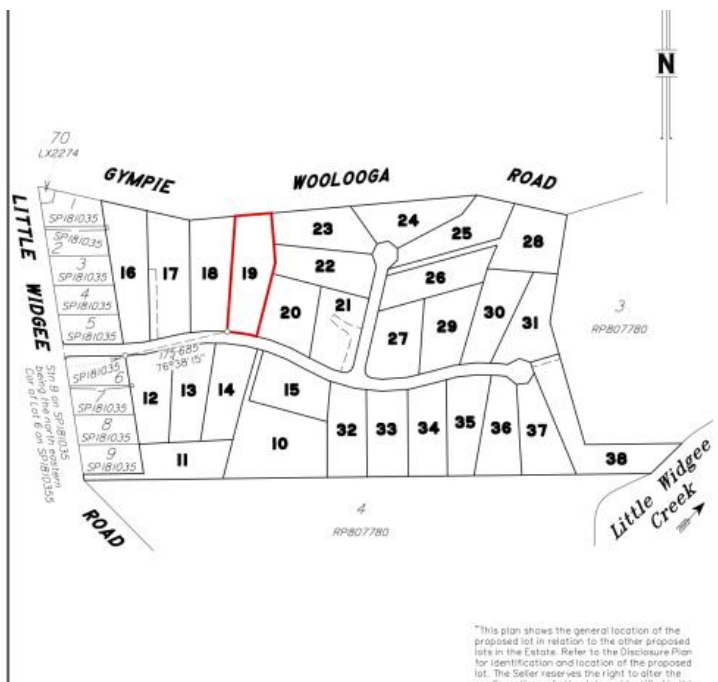 N
70
LX2274
GYMPIE
WOOLOOGA
ROAD
LITTLE WIDGEE
1
SP181035
SP181035
2
3
SP181035
4
SP181035
5
SP181035
16
17
18
19
23
24
25
28
22
26
20
21
27
29
30
31
3
RP807780
175·685
76°38'15"
SP181035
6
7
SP181035
8
SP181035
9
SP181035
12
13
14
15
11
10
32
33
34
35
36
37
38
Stn B on SP181035
being the north eastern
Cor of Lot 6 on SP1810355
ROAD
4
RP807780
Little Widgee
Creek
"This plan shows the general location of the
proposed lot in relation to the other proposed
lots in the Estate. Refer to the Disclosure Plan
for identification and location of the proposed
lot. The Seller reserves the right to alter the